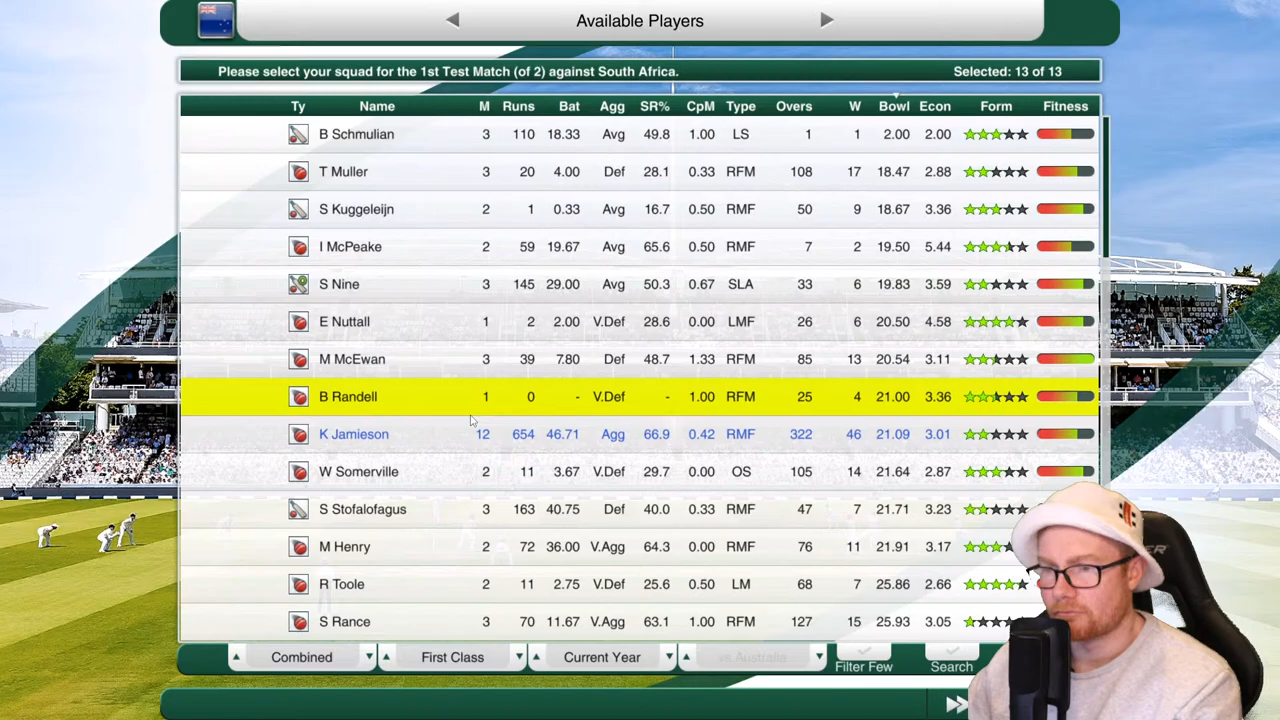 Available Players
Please select your squad for the 1st Test Match (of 2) against South Africa. Selected: 13 of 13
Ty Name M Runs Bat Agg SR% CpM Type Overs W Bowl Econ Form Fitness
B Schmulian 3 110 18.33 Avg 49.8 1.00 LS 1 1 2.00 2.00
T Muller 3 20 4.00 Def 28.1 0.33 RFM 108 17 18.47 2.88
S Kuggeleijn 2 1 0.33 Avg 16.7 0.50 RMF 50 9 18.67 3.36
I McPeake 2 59 19.67 Avg 65.6 0.50 RMF 7 2 19.50 5.44
S Nine 3 145 29.00 Avg 50.3 0.67 SLA 33 6 19.83 3.59
E Nuttall 1 2 2.00 V.Def 28.6 0.00 LMF 26 6 20.50 4.58
M McEwan 3 39 7.80 Def 48.7 1.33 RFM 85 13 20.54 3.11
B Randell 1 0 - V.Def - 1.00 RFM 25 4 21.00 3.36
K Jamieson 12 654 46.71 Agg 66.9 0.42 RMF 322 46 21.09 3.01
W Somerville 2 11 3.67 V.Def 29.7 0.00 OS 105 14 21.64 2.87
S Stofalofagus 3 163 40.75 Def 40.0 0.33 RMF 47 7 21.71 3.23
M Henry 2 72 36.00 V.Agg 64.3 0.00 RMF 76 11 21.91 3.17
R Toole 2 11 2.75 V.Def 25.6 0.50 LM 68 7 25.86 2.66
S Rance 3 70 11.67 V.Agg 63.1 1.00 RFM 127 15 25.93 3.05
Combined First Class Current Year vs Australia Filter Few Search